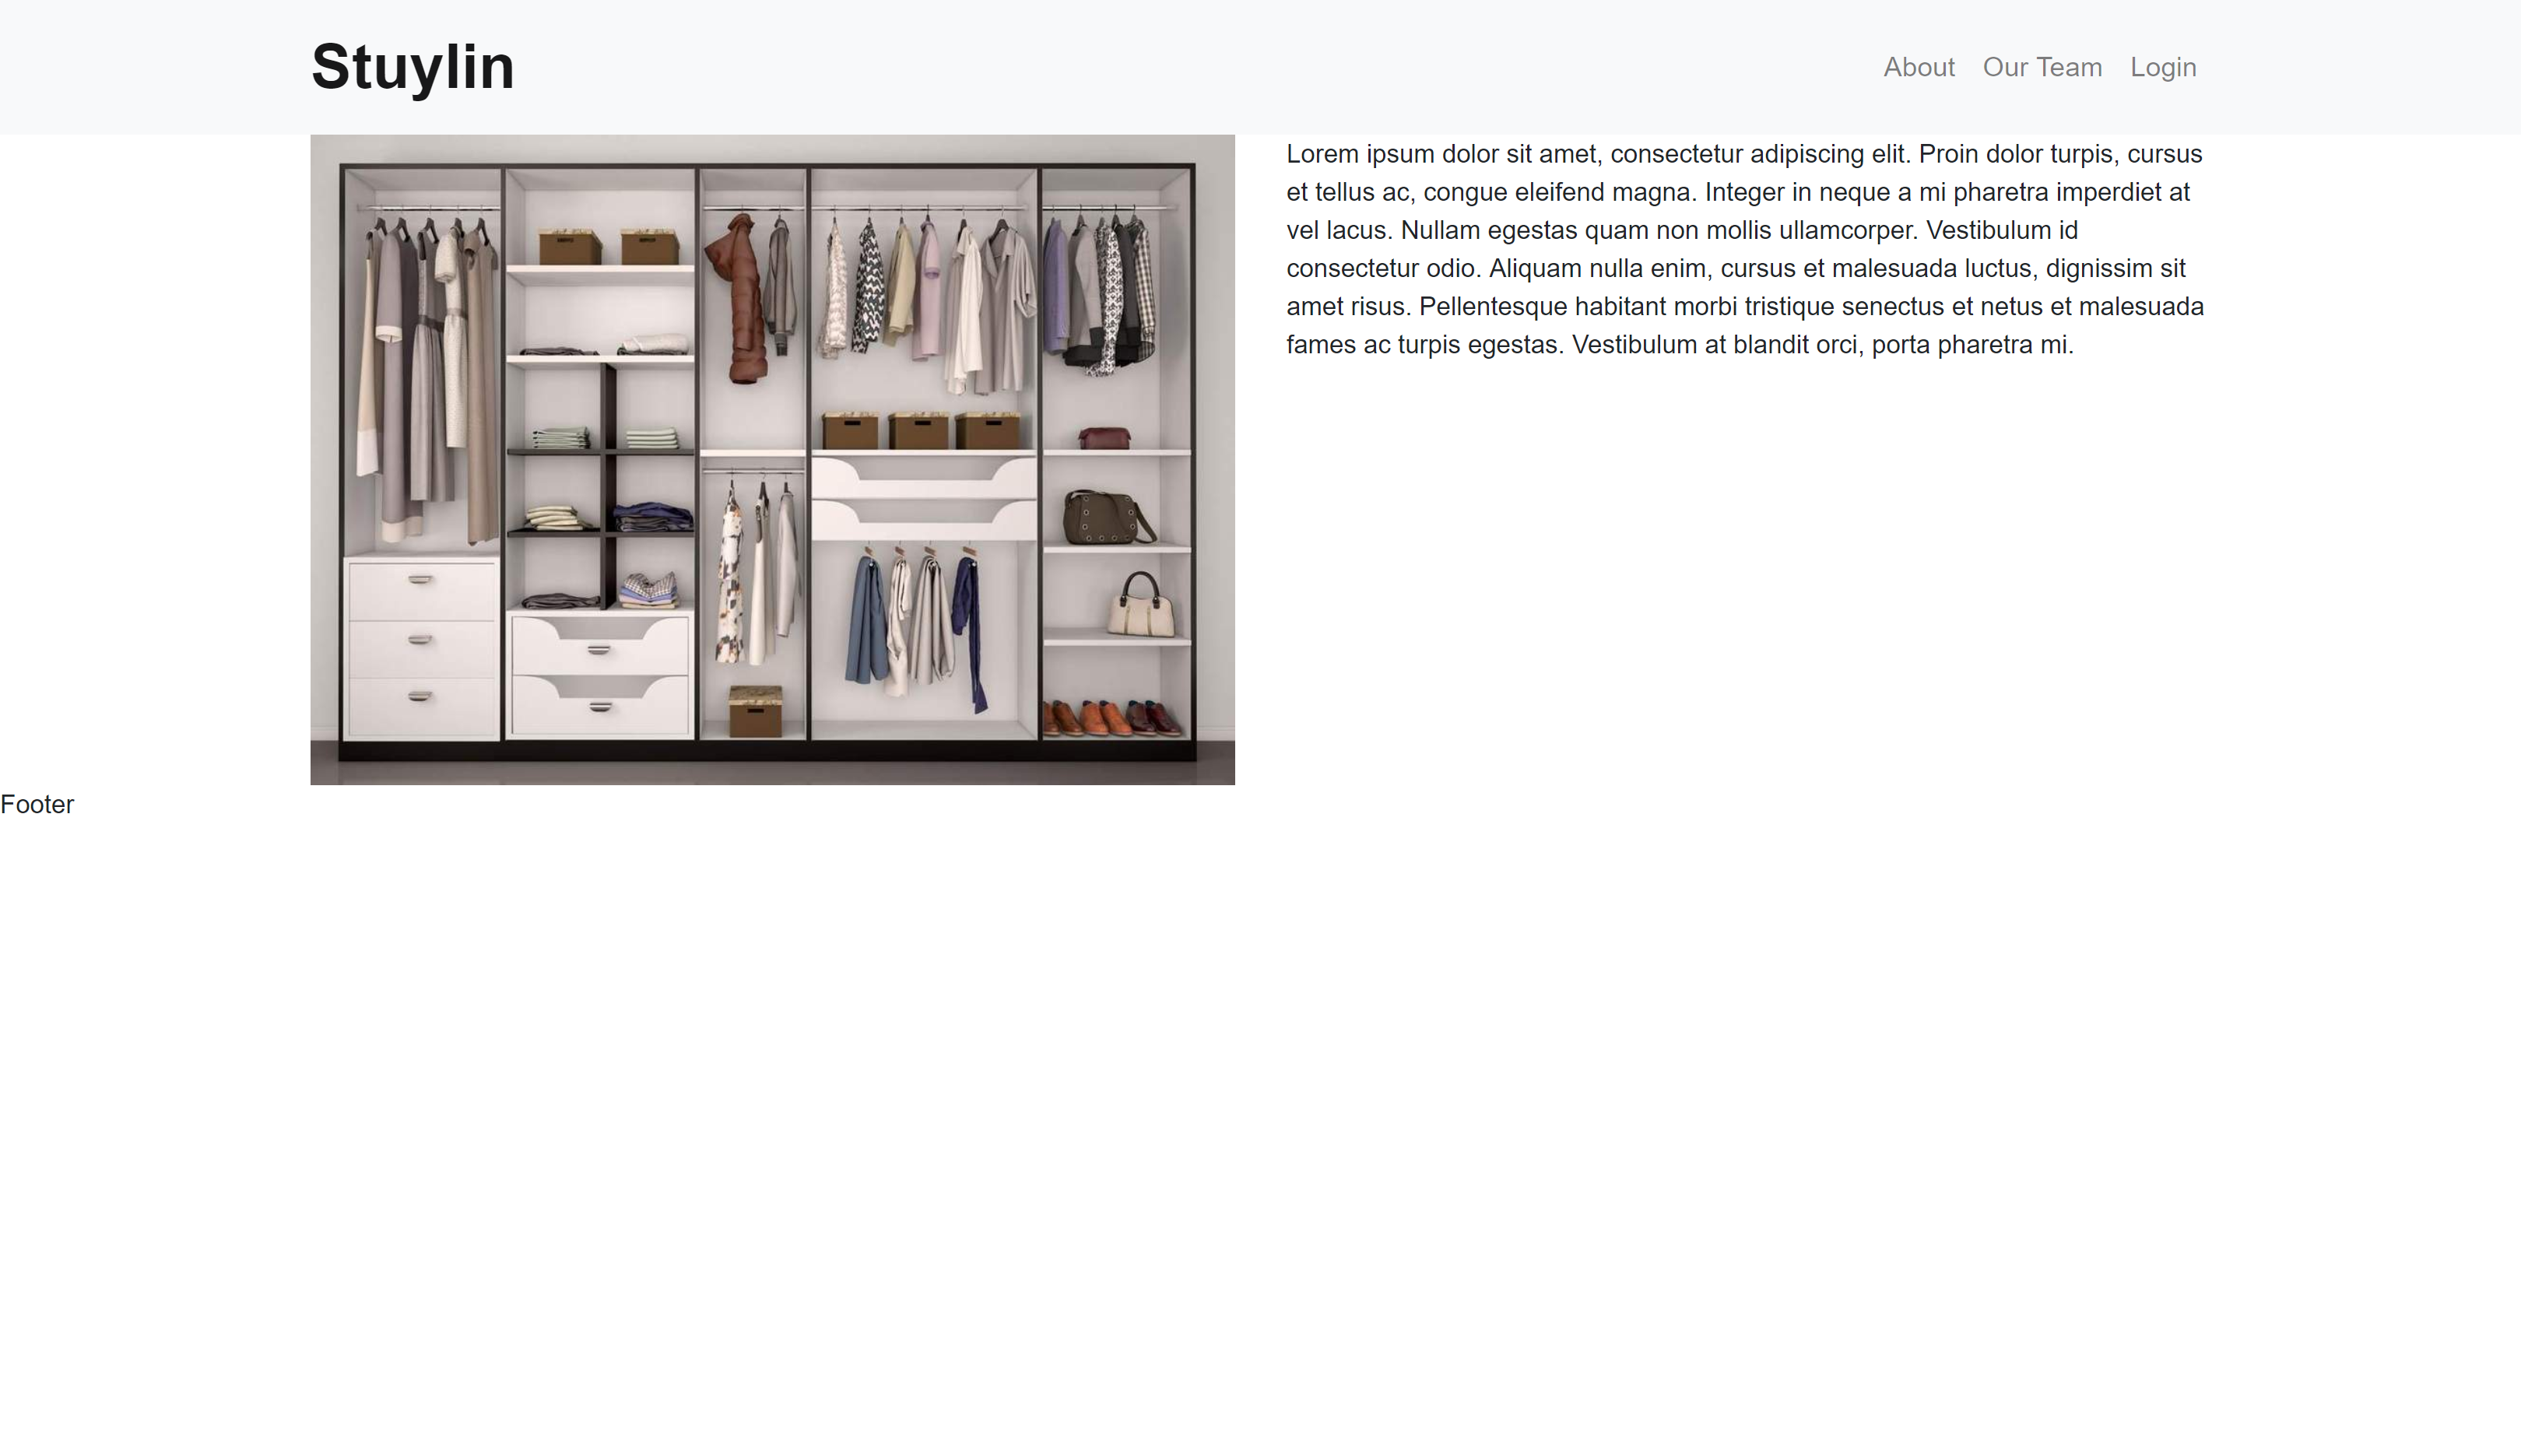 Stuylin
About Our Team Login
Lorem ipsum dolor sit amet, consectetur adipiscing elit. Proin dolor turpis, cursus
et tellus ac, congue eleifend magna. Integer in neque a mi pharetra imperdiet at
vel lacus. Nullam egestas quam non mollis ullamcorper. Vestibulum id
consectetur odio. Aliquam nulla enim, cursus et malesuada luctus, dignissim sit
amet risus. Pellentesque habitant morbi tristique senectus et netus et malesuada
fames ac turpis egestas. Vestibulum at blandit orci, porta pharetra mi.
Footer